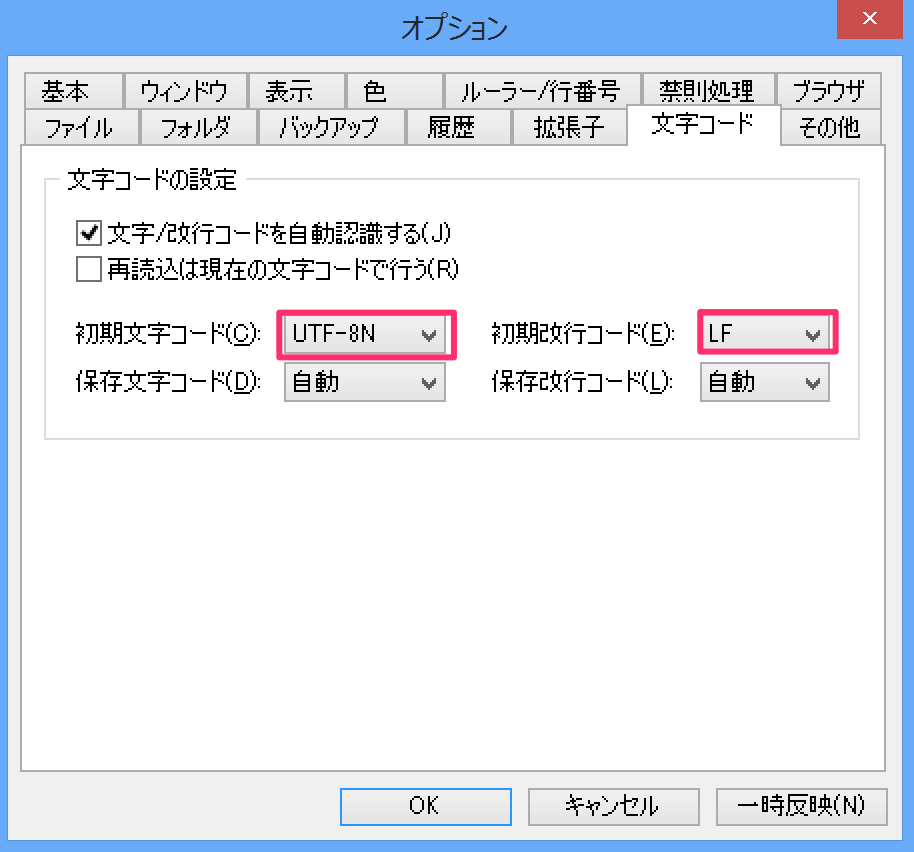 オプション
基本 ウィンドウ 表示 色 ルーラー/行番号 禁則処理 ブラウザ
ファイル フォルダ バックアップ 履歴 拡張子 文字コード その他
文字コードの設定
文字/改行コードを自動認識する(J)
再読込は現在の文字コードで行う(R)
初期文字コード(C): UTF-8N 初期改行コード(E): LF
保存文字コード(D): 自動 保存改行コード(L): 自動
OK キャンセル 一時反映(N)